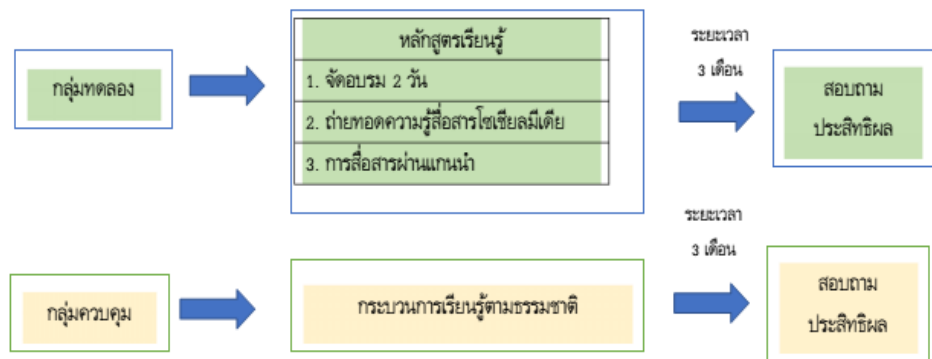 กลุ่มทดลอง
หลักสูตรเรียนรู้
1. จัดอบรม 2 วัน
2. ถ่ายทอดความรู้สื่อสารโซเชียลมีเดีย
3. การสื่อสารผ่านแกนนำ
ระยะเวลา
3 เดือน
สอบถาม
ประสิทธิผล
กลุ่มควบคุม
กระบวนการเรียนรู้ตามธรรมชาติ
ระยะเวลา
3 เดือน
สอบถาม
ประสิทธิผล